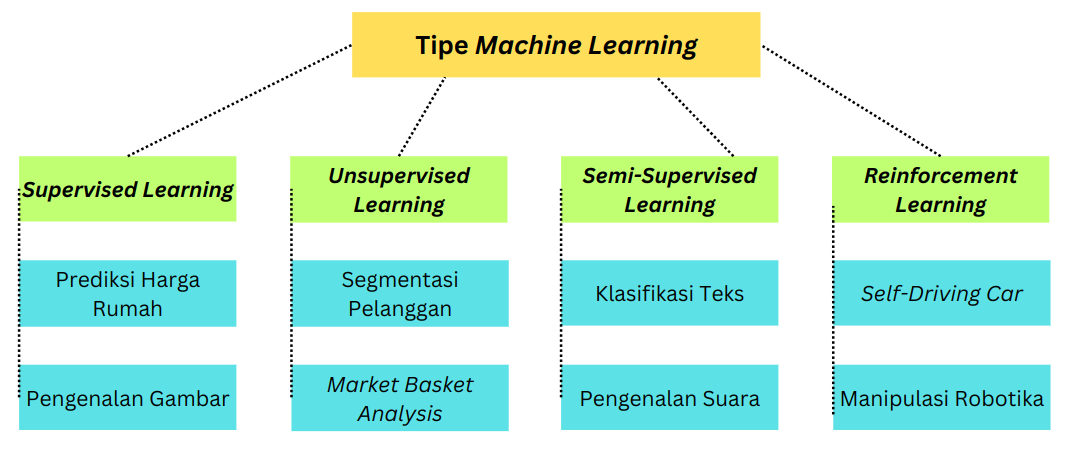 Tipe Machine Learning
Supervised Learning
Unsupervised
Learning
Semi-Supervised
Learning
Reinforcement
Learning
Prediksi Harga
Rumah
Segmentasi
Pelanggan
Klasifikasi Teks
Self-Driving Car
Pengenalan Gambar
Market Basket
Analysis
Pengenalan Suara
Manipulasi Robotika